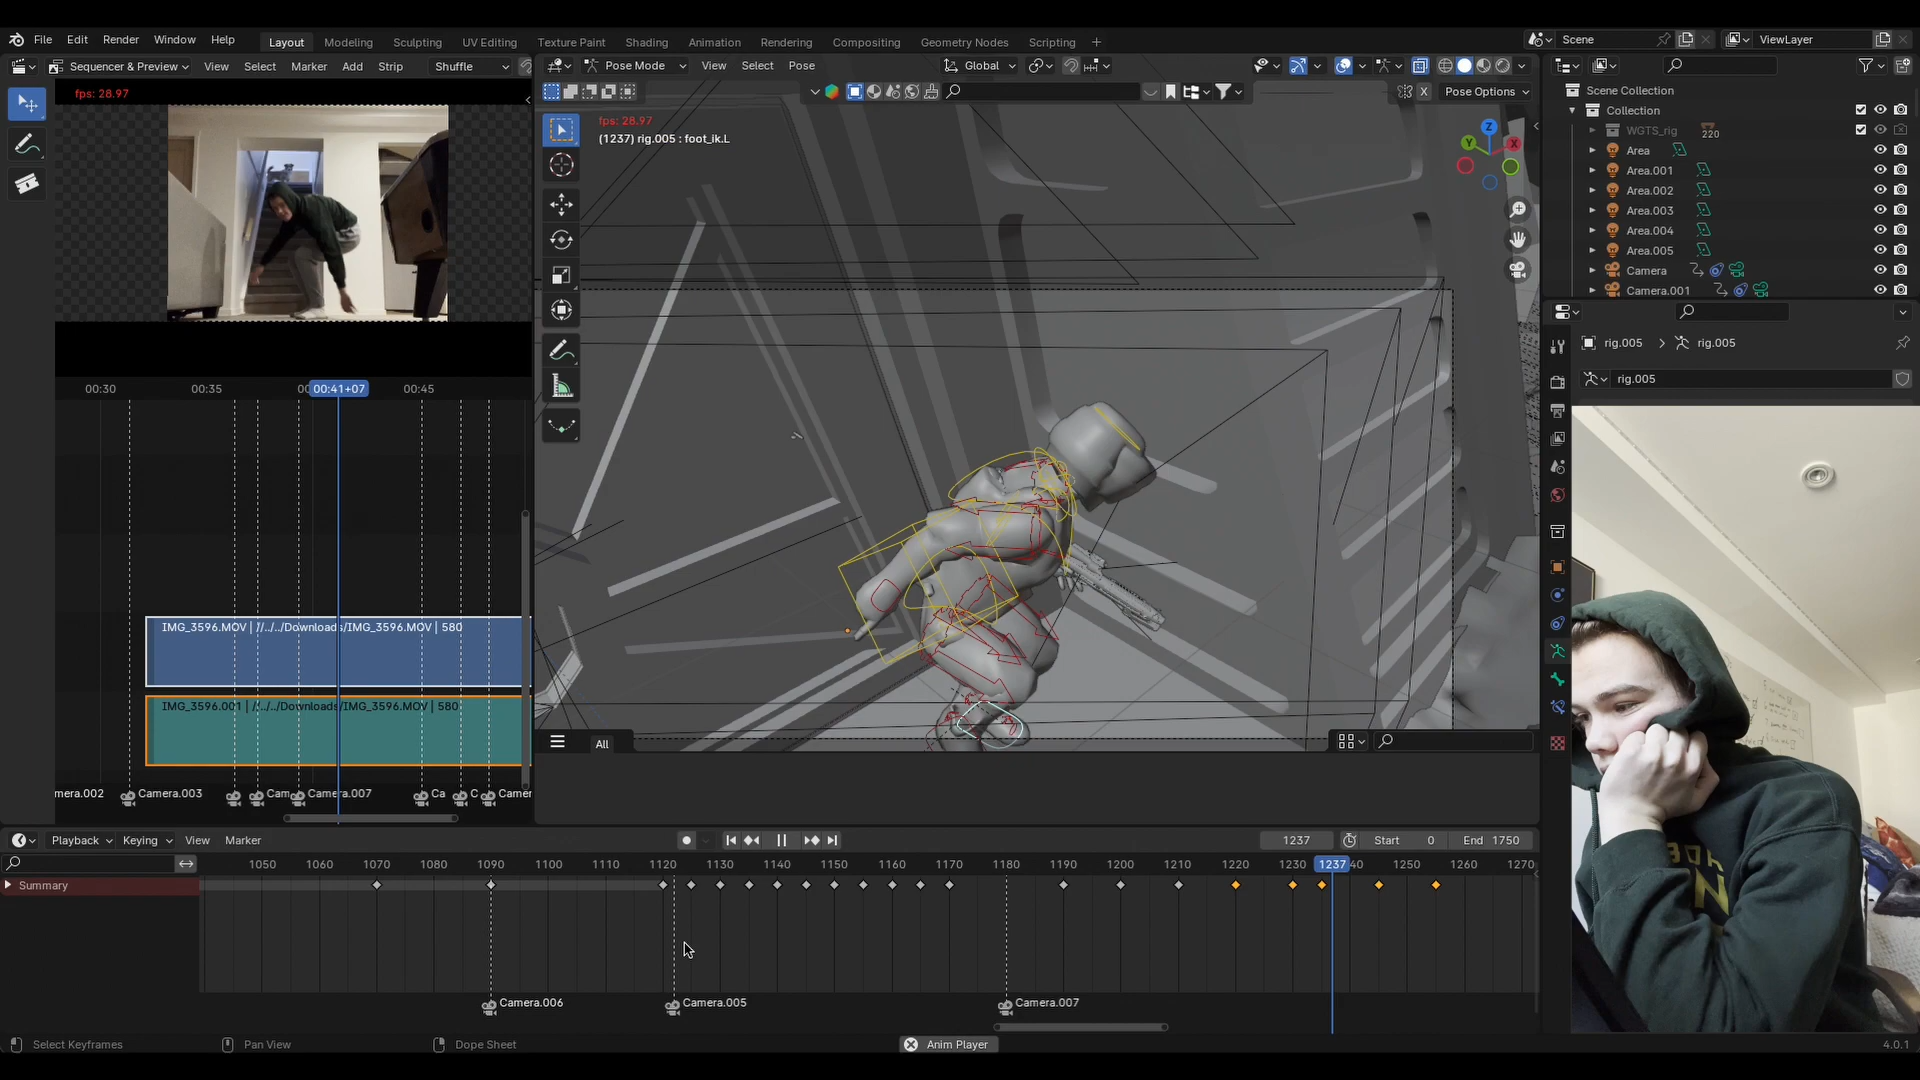 File Edit Render Window Help
Layout Modeling Sculpting UV Editing Texture Paint Shading Animation Rendering Compositing Geometry Nodes Scripting +
Scene
ViewLayer
Sequencer & Preview View Select Marker Add Strip Shuffle
Pose Mode View Select Pose
Global
X Pose Options
fps: 28.97
fps: 28.97
(1237) rig.005 : foot_ik.L
Z
Y
X
Scene Collection
Collection
WGTS_rig 220
Area
Area.001
Area.002
Area.003
Area.004
Area.005
Camera
Camera.001
rig.005 > rig.005
rig.005
00:30 00:35 00:41+07 00:45
IMG_3596.MOV | //../../Downloads/IMG_3596.MOV | 580
IMG_3596.001 | //../../Downloads/IMG_3596.MOV | 580
mera.002 Camera.003 Cam Camera.007 Ca C Camer
All
Playback Keying View Marker
1237 Start 0 End 1750
1050 1060 1070 1080 1090 1100 1110 1120 1130 1140 1150 1160 1170 1180 1190 1200 1210 1220 1230 1237 40 1250 1260 1270
Summary
Camera.006 Camera.005 Camera.007
Select Keyframes Pan View Dope Sheet Anim Player 4.0.1